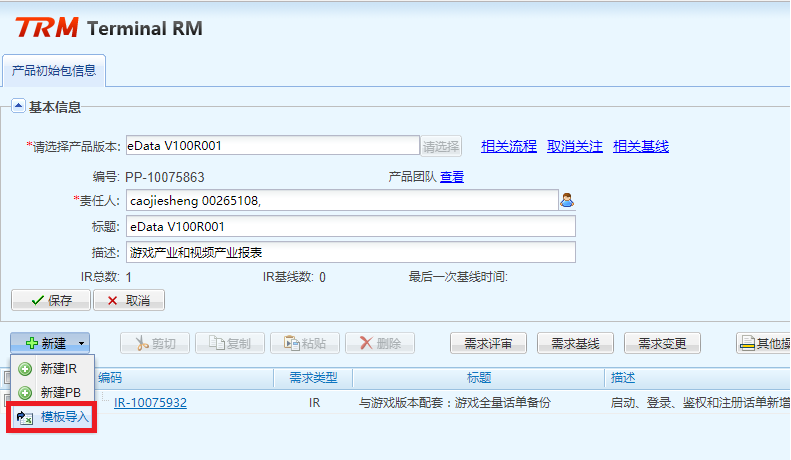 TRM Terminal RM
产品初始包信息
基本信息
*请选择产品版本: eData V100R001 请选择 相关流程 取消关注 相关基线
编号: PP-10075863 产品团队 查看
*责任人: caojiesheng 00265108,
标题: eData V100R001
描述: 游戏产业和视频产业报表
IR总数: 1 IR基线数: 0 最后一次基线时间:
保存 取消
新建 剪切 复制 粘贴 删除 需求评审 需求基线 需求变更 其他操
新建IR
编码 需求类型 标题 描述
新建PB
IR-10075932 IR 与游戏版本配套：游戏全量话单备份 启动、登录、鉴权和注册话单新增
模板导入